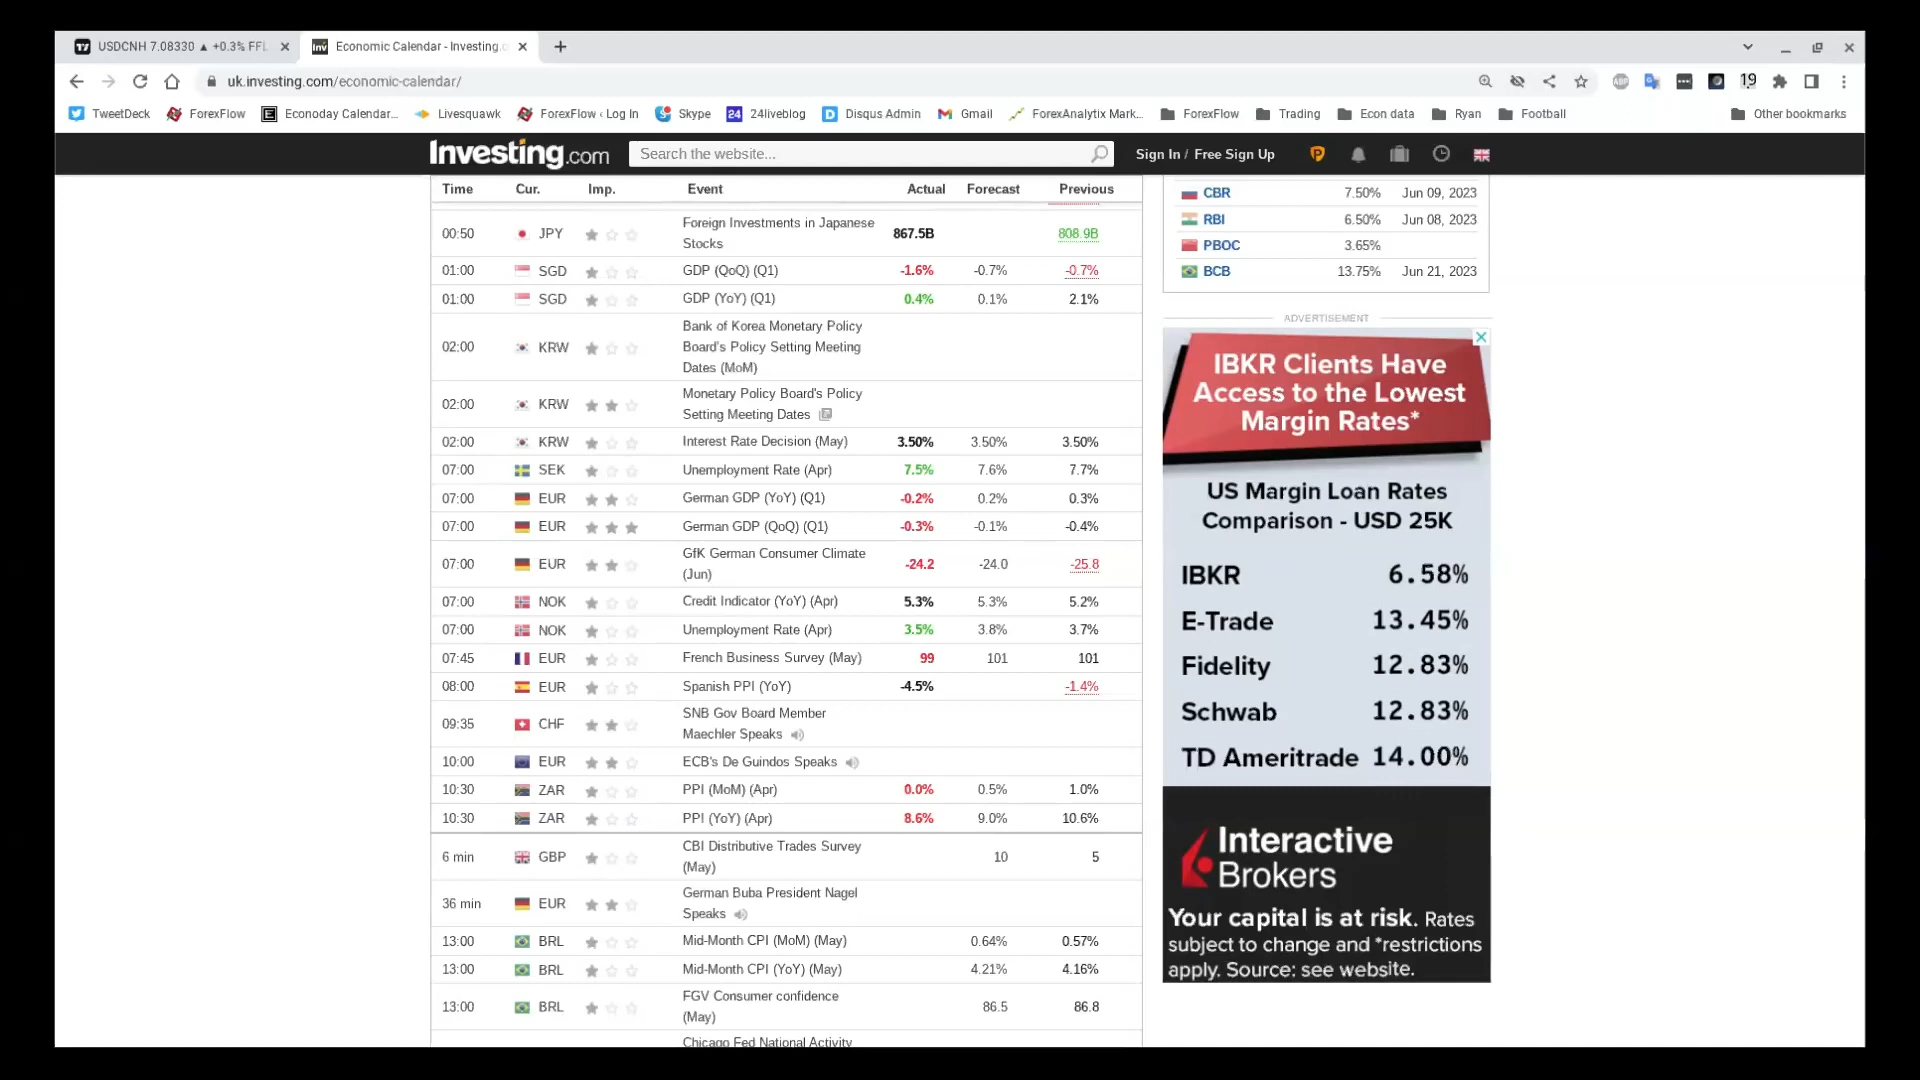 USDCNH 7.08330 ▲ +0.3% FFL
Economic Calendar - Investing.c
uk.investing.com/economic-calendar/
19
TweetDeck ForexFlow Econoday Calendar... Livesquawk ForexFlow ‹ Log In Skype 24liveblog Disqus Admin Gmail ForexAnalytix Mark... ForexFlow Trading Econ data Ryan Football Other bookmarks
Investing.com Search the website... Sign In / Free Sign Up
Time Cur. Imp. Event Actual Forecast Previous
00:50 JPY Foreign Investments in Japanese
Stocks 867.5B 808.9B
01:00 SGD GDP (QoQ) (Q1) -1.6% -0.7% -0.7%
01:00 SGD GDP (YoY) (Q1) 0.4% 0.1% 2.1%
02:00 KRW Bank of Korea Monetary Policy
Board's Policy Setting Meeting
Dates (MoM)
02:00 KRW Monetary Policy Board's Policy
Setting Meeting Dates
02:00 KRW Interest Rate Decision (May) 3.50% 3.50% 3.50%
07:00 SEK Unemployment Rate (Apr) 7.5% 7.6% 7.7%
07:00 EUR German GDP (YoY) (Q1) -0.2% 0.2% 0.3%
07:00 EUR German GDP (QoQ) (Q1) -0.3% -0.1% -0.4%
07:00 EUR GfK German Consumer Climate
(Jun) -24.2 -24.0 -25.8
07:00 NOK Credit Indicator (YoY) (Apr) 5.3% 5.3% 5.2%
07:00 NOK Unemployment Rate (Apr) 3.5% 3.8% 3.7%
07:45 EUR French Business Survey (May) 99 101 101
08:00 EUR Spanish PPI (YoY) -4.5% -1.4%
09:35 CHF SNB Gov Board Member
Maechler Speaks
10:00 EUR ECB's De Guindos Speaks
10:30 ZAR PPI (MoM) (Apr) 0.0% 0.5% 1.0%
10:30 ZAR PPI (YoY) (Apr) 8.6% 9.0% 10.6%
6 min GBP CBI Distributive Trades Survey
(May) 10 5
36 min EUR German Buba President Nagel
Speaks
13:00 BRL Mid-Month CPI (MoM) (May) 0.64% 0.57%
13:00 BRL Mid-Month CPI (YoY) (May) 4.21% 4.16%
13:00 BRL FGV Consumer confidence
(May) 86.5 86.8
Chicago Fed National Activity
CBR 7.50% Jun 09, 2023
RBI 6.50% Jun 08, 2023
PBOC 3.65%
BCB 13.75% Jun 21, 2023
ADVERTISEMENT
IBKR Clients Have
Access to the Lowest
Margin Rates*
US Margin Loan Rates
Comparison - USD 25K
IBKR 6.58%
E-Trade 13.45%
Fidelity 12.83%
Schwab 12.83%
TD Ameritrade 14.00%
Interactive
Brokers
Your capital is at risk. Rates
subject to change and *restrictions
apply. Source: see website.